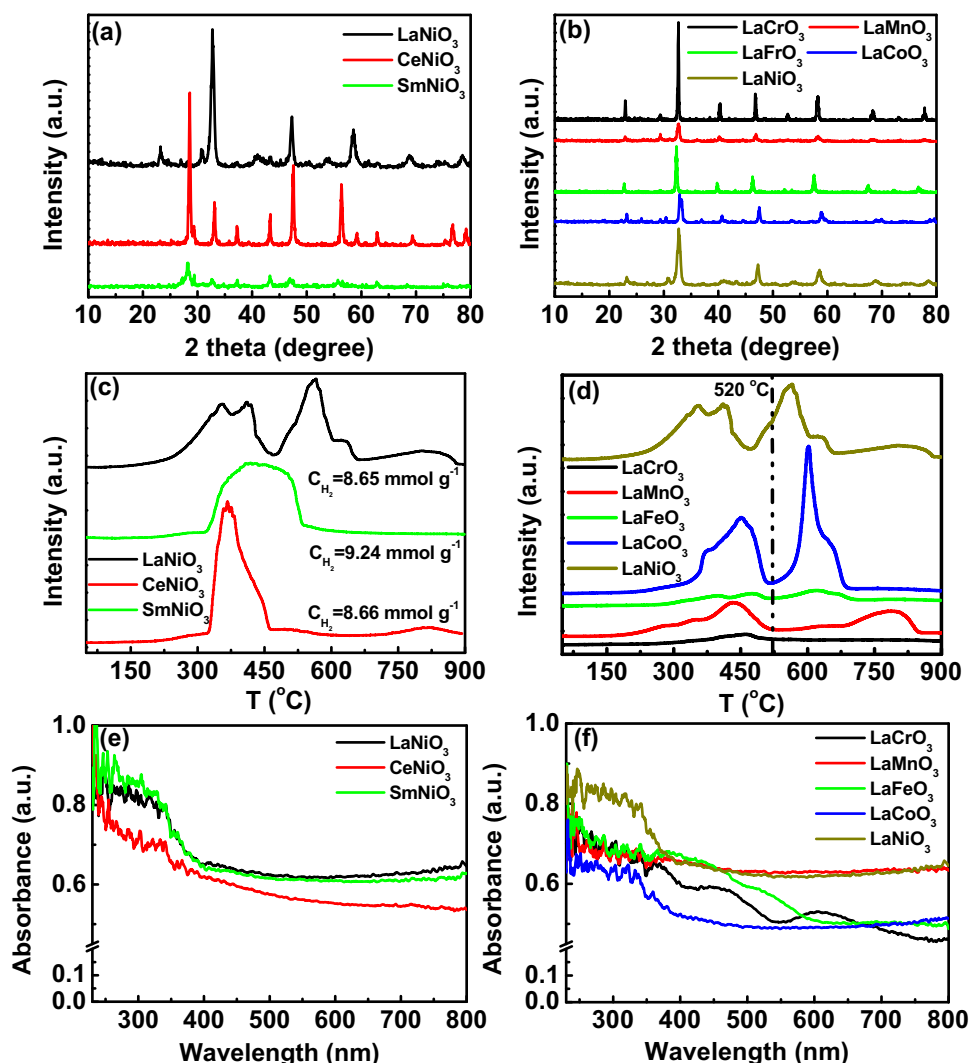 (a)
LaNiO3
CeNiO3
SmNiO3
Intensity (a.u.)
10 20 30 40 50 60 70 80
2 theta (degree)
(b)
LaCrO3 LaMnO3
LaFrO3 LaCoO3
LaNiO3
Intensity (a.u.)
10 20 30 40 50 60 70 80
2 theta (degree)
(c)
CH2=8.65 mmol g-1
CH2=9.24 mmol g-1
CH2=8.66 mmol g-1
LaNiO3
CeNiO3
SmNiO3
Intensity (a.u.)
150 300 450 600 750 900
T (oC)
(d)
520 oC
LaCrO3
LaMnO3
LaFeO3
LaCoO3
LaNiO3
Intensity (a.u.)
150 300 450 600 750 900
T (oC)
(e)
LaNiO3
CeNiO3
SmNiO3
Absorbance (a.u.)
1.0
0.8
0.6
0.1
0.0
300 400 500 600 700 800
Wavelength (nm)
(f)
LaCrO3
LaMnO3
LaFeO3
LaCoO3
LaNiO3
Absorbance (a.u.)
1.0
0.8
0.6
0.1
0.0
300 400 500 600 700 800
Wavelength (nm)